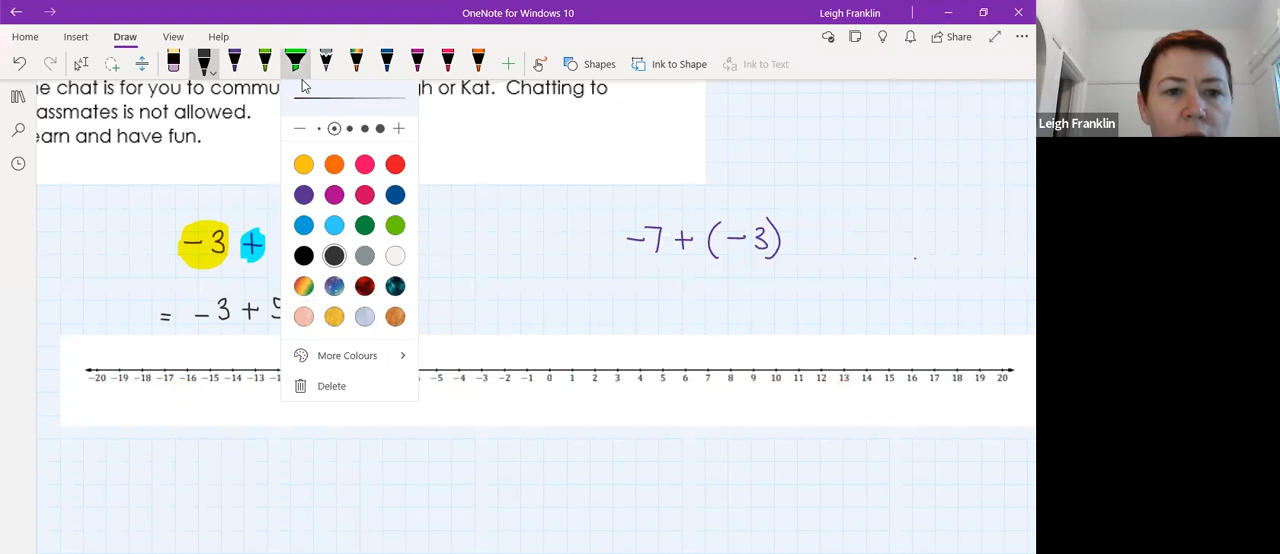 OneNote for Windows 10
Leigh Franklin
Home Insert Draw View Help
Share
Shapes
Ink to Shape
Ink to Text
he chat is for you to commu
gh or Kat. Chatting to
assmates is not allowed.
earn and have fun.
Leigh Franklin
-3 +
-7 + (-3)
= -3 + 5
More Colours
Delete
-20 -19 -18 -17 -16 -15 -14 -13 -5 -4 -3 -2 -1 0 1 2 3 4 5 6 7 8 9 10 11 12 13 14 15 16 17 18 19 20